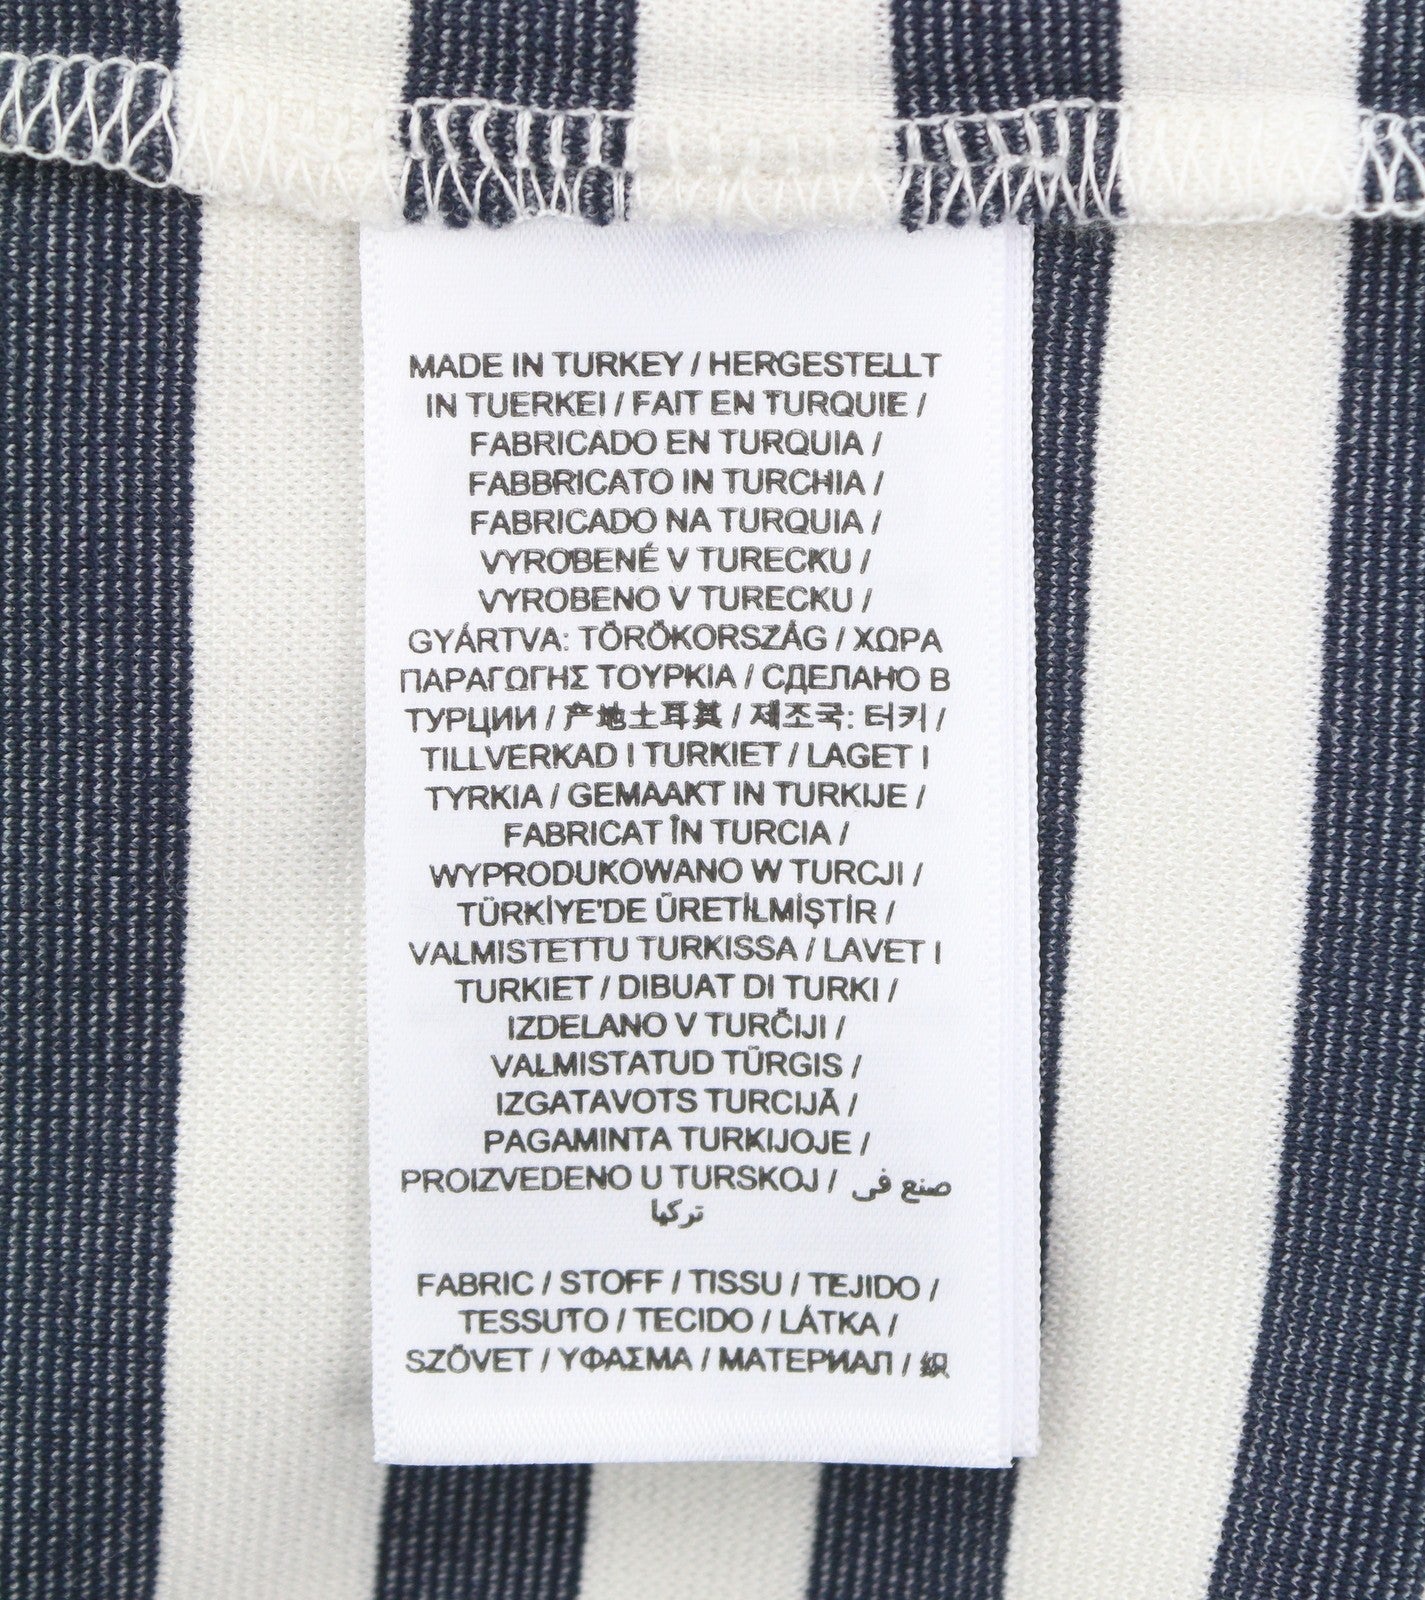 MADE IN TURKEY / HERGESTELLT
IN TUERKEI / FAIT EN TURQUIE /
FABRICADO EN TURQUIA /
FABBRICATO IN TURCHIA /
FABRICADO NA TURQUIA /
VYROBENÉ V TURECKU /
VYROBENO V TURECKU /
GYÁRTVA: TÖRÖKORSZÁG / ΧΩΡΑ
ΠΑΡΑΓΩΓΗΣ ΤΟΥΡΚΙΑ / СДЕЛАНО В
ТУРЦИИ / 产地土耳其 / 제조국: 터키 /
TILLVERKAD I TURKIET / LAGET I
TYRKIA / GEMAAKT IN TURKIJE /
FABRICAT ÎN TURCIA /
WYPRODUKOWANO W TURCJI /
TÜRKİYE'DE ÜRETİLMİŞTİR /
VALMISTETTU TURKISSA / LAVET I
TURKIET / DIBUAT DI TURKI /
IZDELANO V TURČIJI /
VALMISTATUD TÜRGIS /
IZGATAVOTS TURCIJĀ /
PAGAMINTA TURKIJOJE /
PROIZVEDENO U TURSKOJ / صنع في
تركيا
FABRIC / STOFF / TISSU / TEJIDO /
TESSUTO / TECIDO / LÁTKA /
SZÖVET / ΥΦΑΣΜΑ / МАТЕРИАЛ / 织